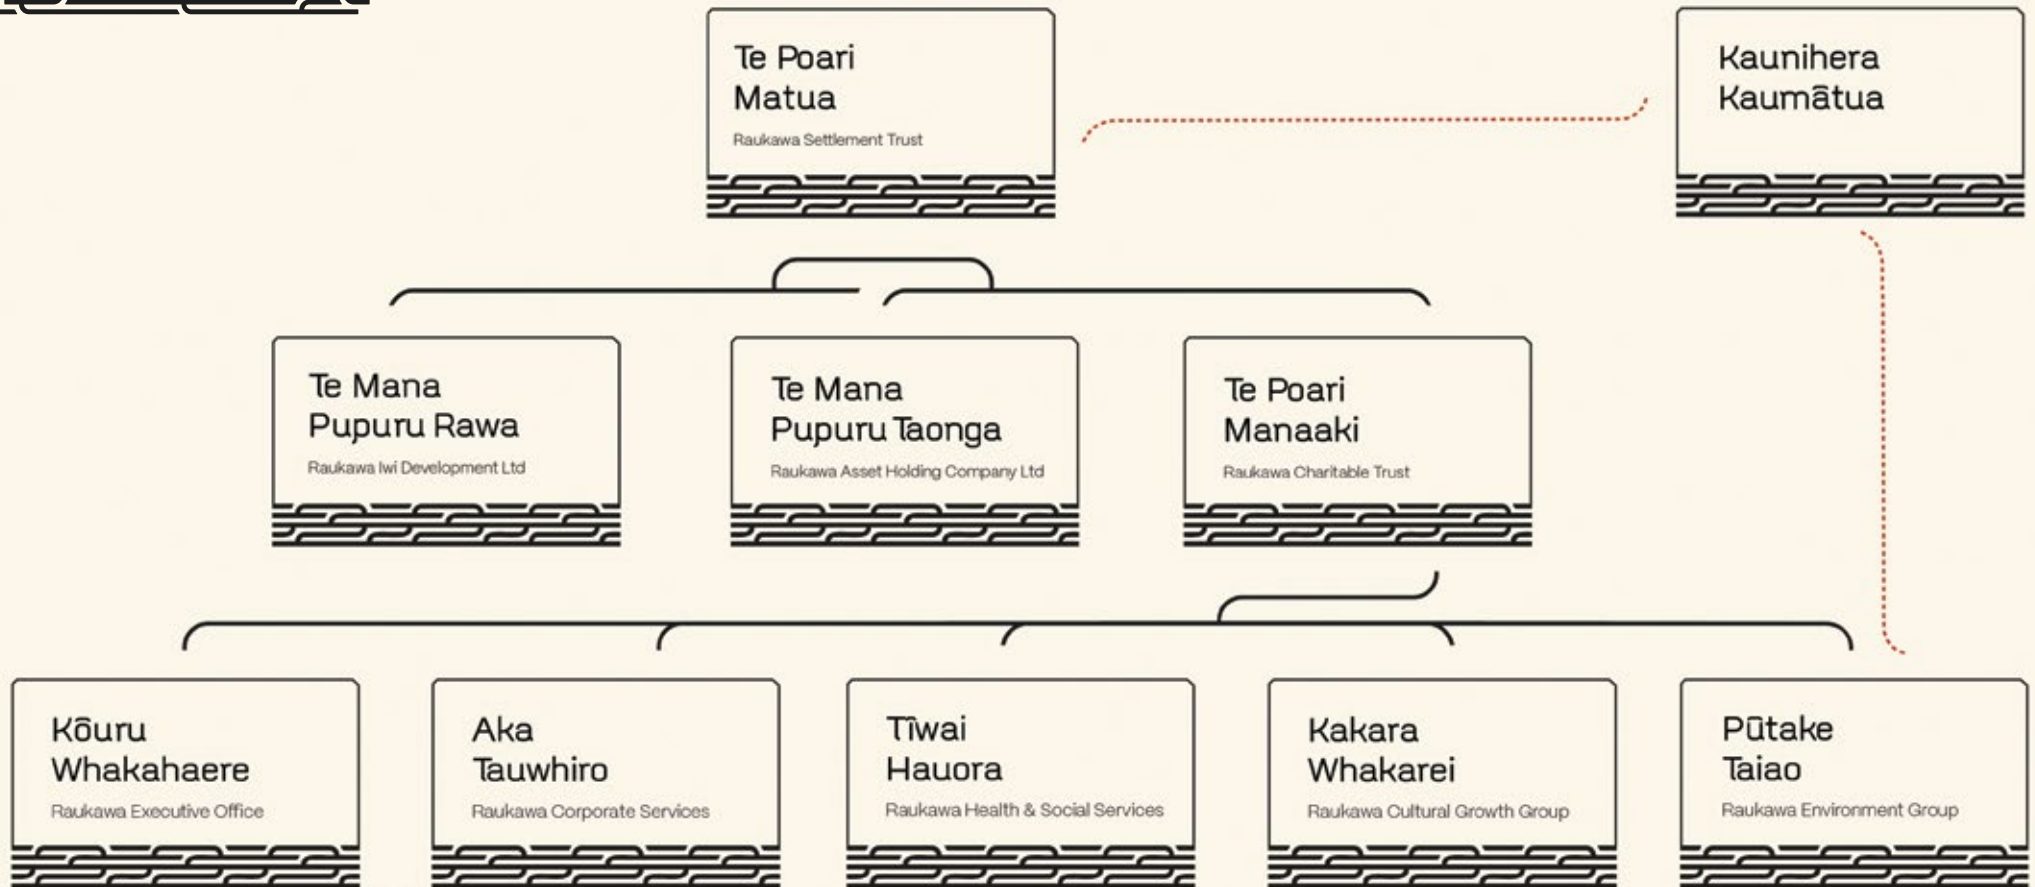 Te Poari
Matua
Raukawa Settlement Trust
Kaunihera
Kaumātua
Te Mana
Pupuru Rawa
Raukawa Iwi Development Ltd
Te Mana
Pupuru Taonga
Raukawa Asset Holding Company Ltd
Te Poari
Manaaki
Raukawa Charitable Trust
Kōuru
Whakahaere
Raukawa Executive Office
Aka
Tauwhiro
Raukawa Corporate Services
Tīwai
Hauora
Raukawa Health & Social Services
Kakara
Whakarei
Raukawa Cultural Growth Group
Pūtake
Taiao
Raukawa Environment Group